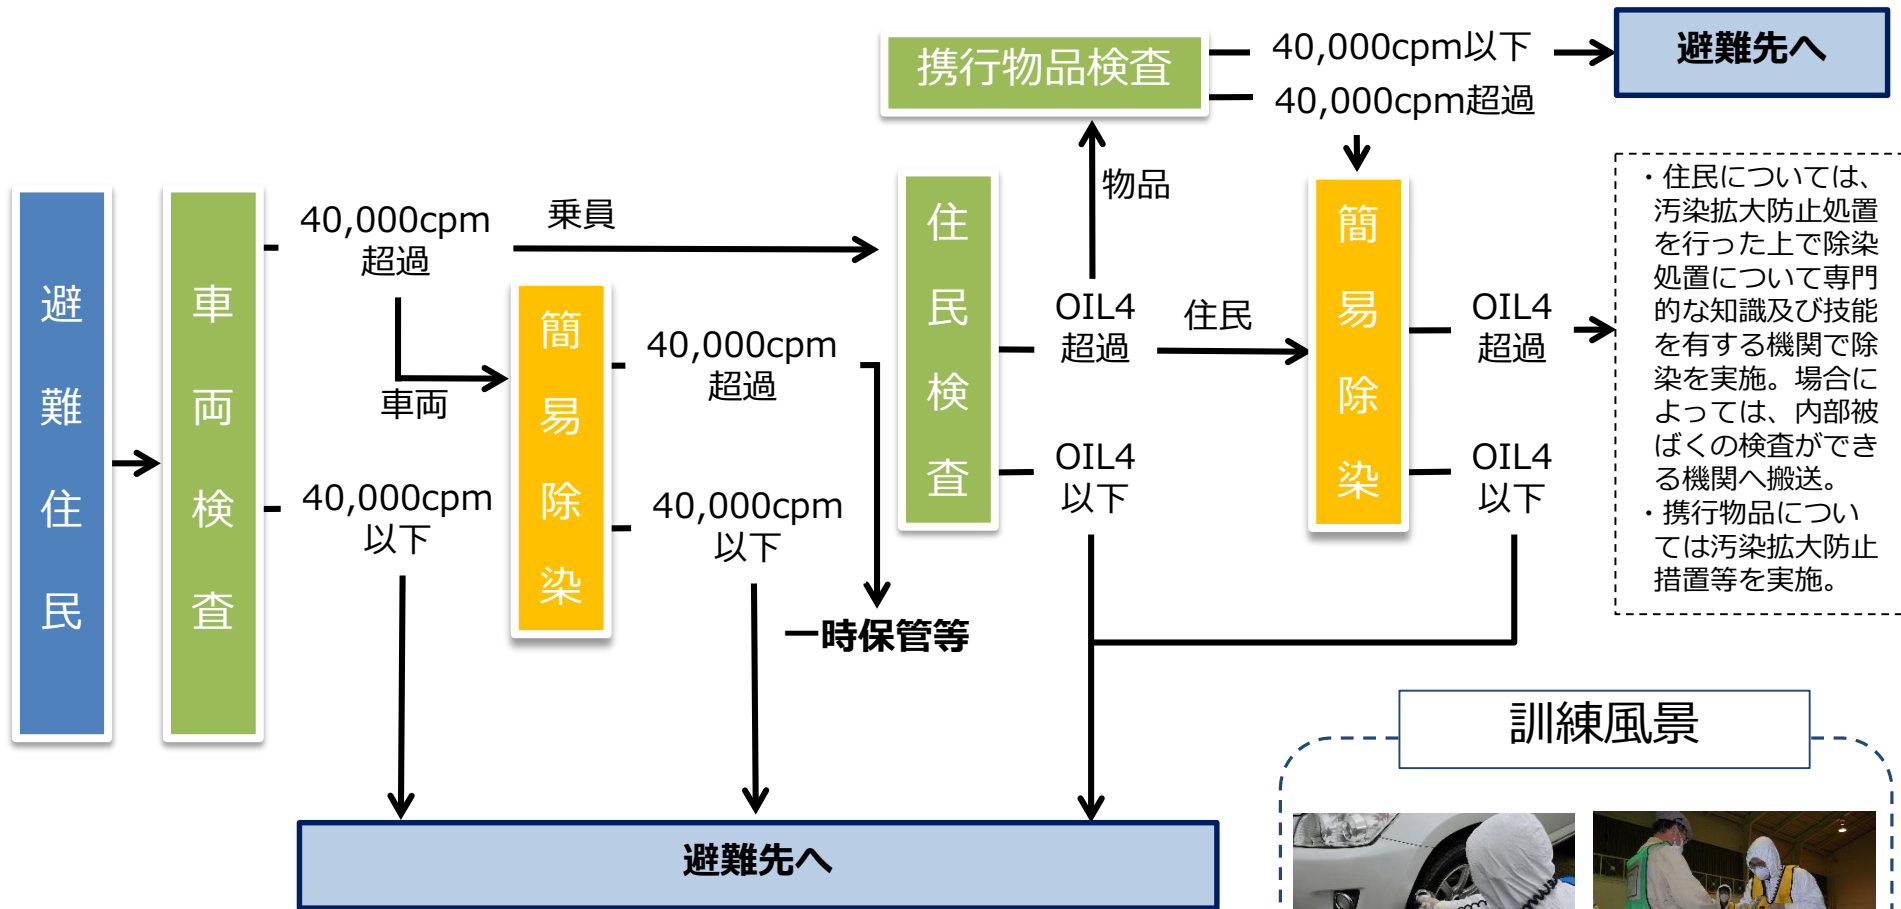 避難住民
車両検査
40,000cpm
超過
乗員
車両
40,000cpm
以下
簡易除染
40,000cpm
超過
40,000cpm
以下
一時保管等
携行物品検査
40,000cpm以下
40,000cpm超過
避難先へ
物品
住民検査
OIL4
超過
住民
OIL4
以下
簡易除染
OIL4
超過
OIL4
以下
・住民については、
汚染拡大防止処置
を行った上で除染
処置について専門
的な知識及び技能
を有する機関で除
染を実施。場合に
よっては、内部被
ばくの検査ができ
る機関へ搬送。
・携行物品につい
ては汚染拡大防止
措置等を実施。
避難先へ
訓練風景